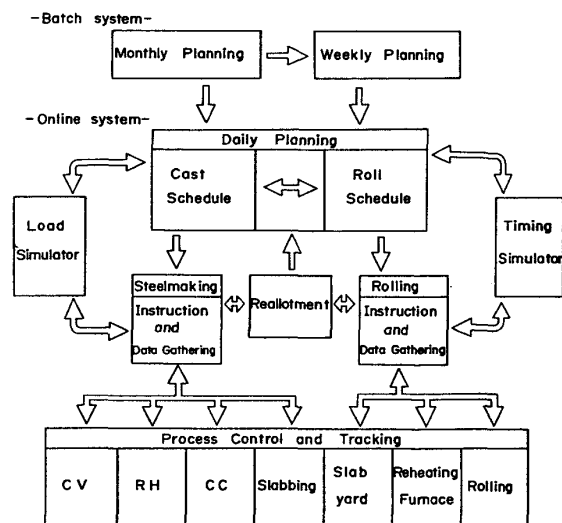 -Batch system-
Monthly Planning
Weekly Planning
-Online system-
Daily Planning
Cast
Schedule
Roll
Schedule
Load
Simulator
Timing
Simulator
Steelmaking
Instruction
and
Data Gathering
Reallotment
Rolling
Instruction
and
Data Gathering
Process Control and Tracking
CV
RH
CC
Slabbing
Slab
yard
Reheating
Furnace
Rolling